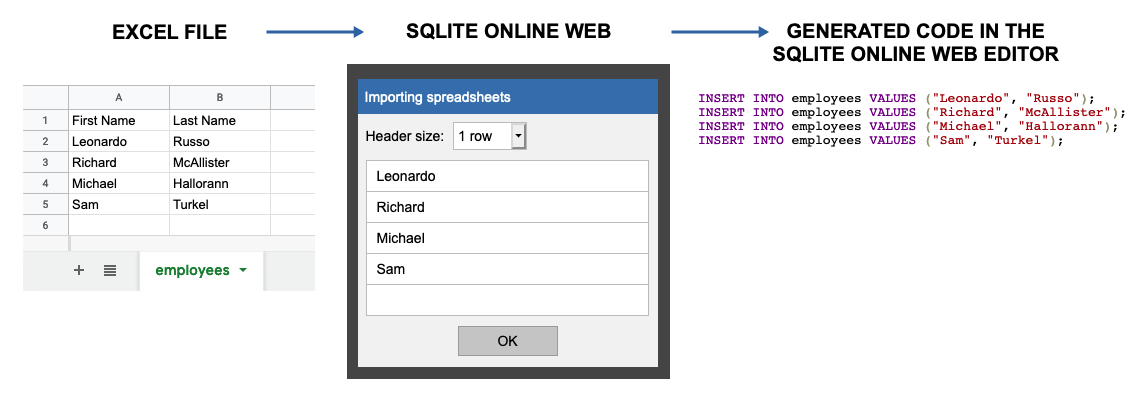 EXCEL FILE
SQLITE ONLINE WEB
GENERATED CODE IN THE
SQLITE ONLINE WEB EDITOR
A B
1 First Name Last Name
2 Leonardo Russo
3 Richard McAllister
4 Michael Hallorann
5 Sam Turkel
6
+ employees
Importing spreadsheets
Header size: 1 row
Leonardo
Richard
Michael
Sam
OK
INSERT INTO employees VALUES ("Leonardo", "Russo");
INSERT INTO employees VALUES ("Richard", "McAllister");
INSERT INTO employees VALUES ("Michael", "Hallorann");
INSERT INTO employees VALUES ("Sam", "Turkel");